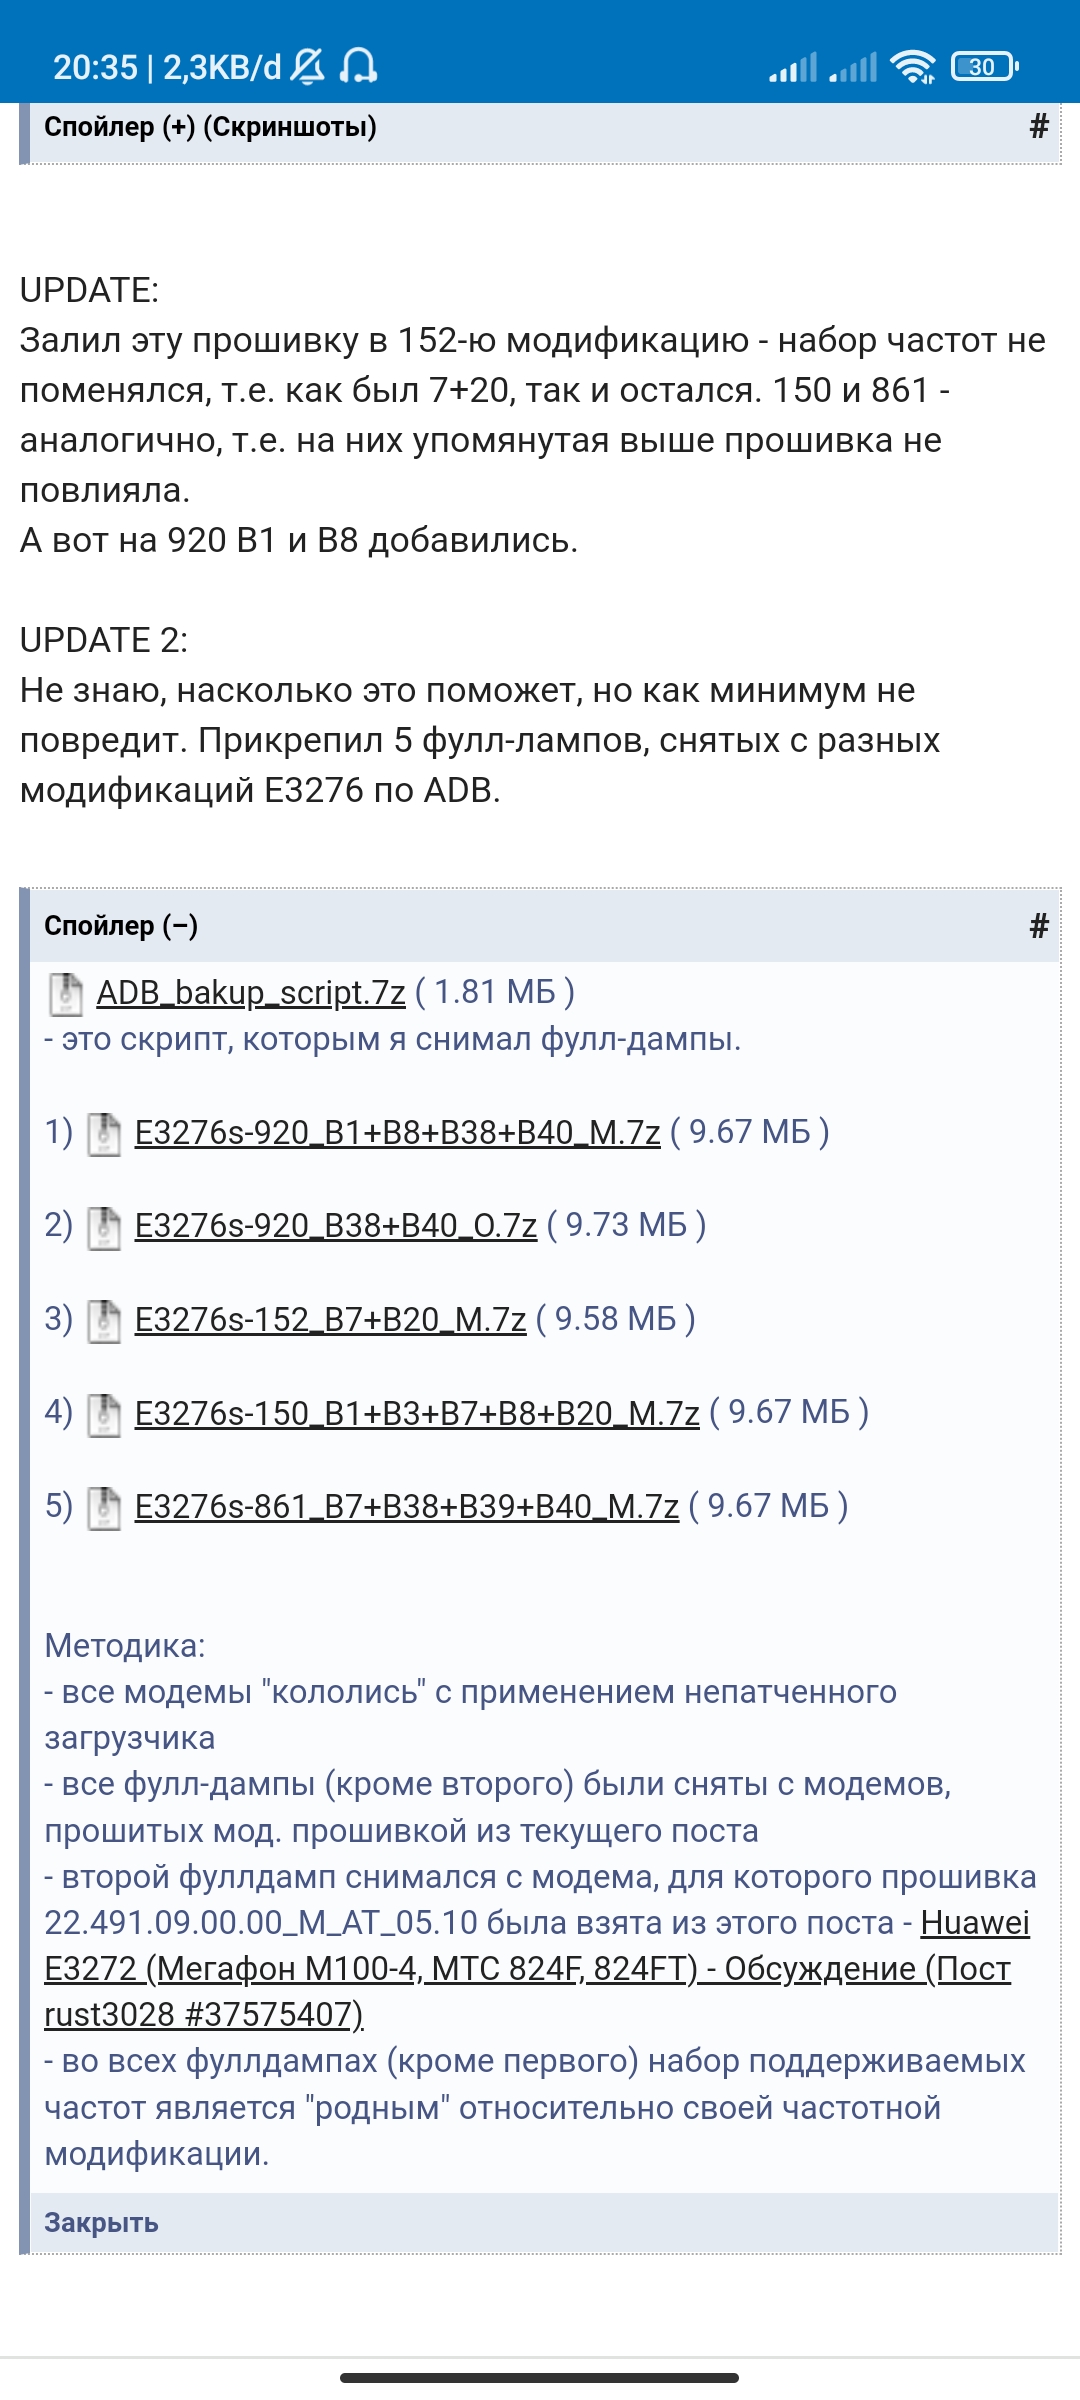 20:35 | 2,3KB/d
30
Спойлер (+) (Скриншоты) #
UPDATE:
Залил эту прошивку в 152-ю модификацию - набор частот не
поменялся, т.е. как был 7+20, так и остался. 150 и 861 -
аналогично, т.е. на них упомянутая выше прошивка не
повлияла.
А вот на 920 B1 и B8 добавились.
UPDATE 2:
Не знаю, насколько это поможет, но как минимум не
повредит. Прикрепил 5 фулл-лампов, снятых с разных
модификаций E3276 по ADB.
Спойлер (–) #
ADB_bakup_script.7z ( 1.81 МБ )
- это скрипт, которым я снимал фулл-дампы.
1) E3276s-920_B1+B8+B38+B40_M.7z ( 9.67 МБ )
2) E3276s-920_B38+B40_O.7z ( 9.73 МБ )
3) E3276s-152_B7+B20_M.7z ( 9.58 МБ )
4) E3276s-150_B1+B3+B7+B8+B20_M.7z ( 9.67 МБ )
5) E3276s-861_B7+B38+B39+B40_M.7z ( 9.67 МБ )
Методика:
- все модемы "кололись" с применением непатченного
загрузчика
- все фулл-дампы (кроме второго) были сняты с модемов,
прошитых мод. прошивкой из текущего поста
- второй фуллдамп снимался с модема, для которого прошивка
22.491.09.00.00_M_AT_05.10 была взята из этого поста - Huawei
E3272 (Мегафон М100-4, МТС 824F, 824FT) - Обсуждение (Пост
rust3028 #37575407)
- во всех фуллдампах (кроме первого) набор поддерживаемых
частот является "родным" относительно своей частотной
модификации.
Закрыть